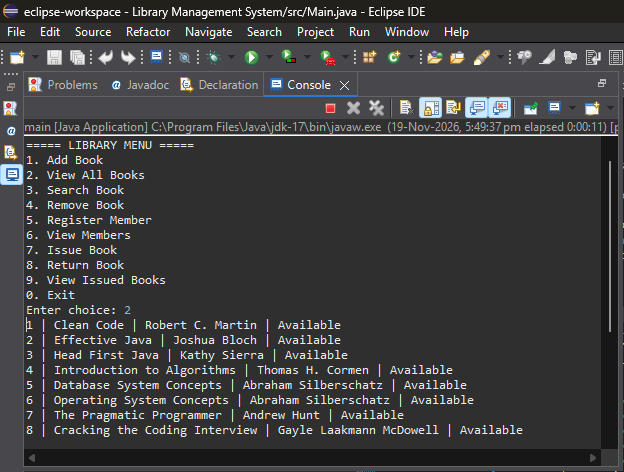 eclipse-workspace - Library Management System/src/Main.java - Eclipse IDE
File Edit Source Refactor Navigate Search Project Run Window Help
Problems Javadoc Declaration Console
main [Java Application] C:\Program Files\Java\jdk-17\bin\javaw.exe (19-Nov-2026, 5:49:37 pm elapsed 0:00:11) [p
===== LIBRARY MENU =====
1. Add Book
2. View All Books
3. Search Book
4. Remove Book
5. Register Member
6. View Members
7. Issue Book
8. Return Book
9. View Issued Books
0. Exit
Enter choice: 2
1 | Clean Code | Robert C. Martin | Available
2 | Effective Java | Joshua Bloch | Available
3 | Head First Java | Kathy Sierra | Available
4 | Introduction to Algorithms | Thomas H. Cormen | Available
5 | Database System Concepts | Abraham Silberschatz | Available
6 | Operating System Concepts | Abraham Silberschatz | Available
7 | The Pragmatic Programmer | Andrew Hunt | Available
8 | Cracking the Coding Interview | Gayle Laakmann McDowell | Available